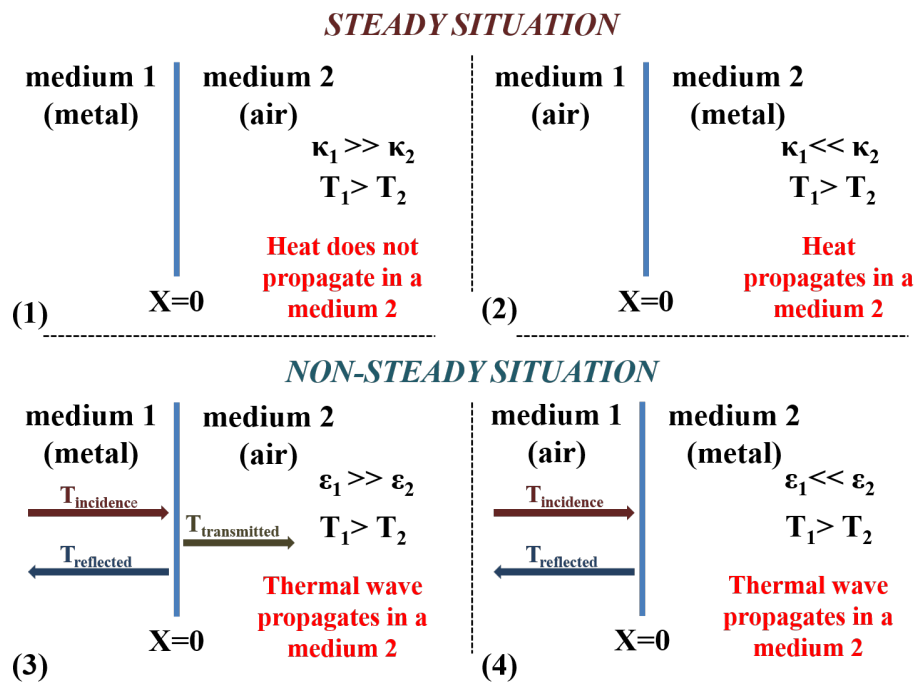 STEADY SITUATION
medium 1
(metal)
medium 2
(air)
κ1 >> κ2
T1> T2
Heat does not
propagate in a
medium 2
X=0
(1)
medium 1
(air)
medium 2
(metal)
κ1<< κ2
T1> T2
Heat
propagates in a
medium 2
X=0
(2)
NON-STEADY SITUATION
medium 1
(metal)
medium 2
(air)
ε1 >> ε2
T1> T2
Tincidence
Ttransmitted
Treflected
Thermal wave
propagates in a
medium 2
X=0
(3)
medium 1
(air)
medium 2
(metal)
ε1<< ε2
T1> T2
Tincidence
Treflected
Thermal wave
propagates in a
medium 2
X=0
(4)